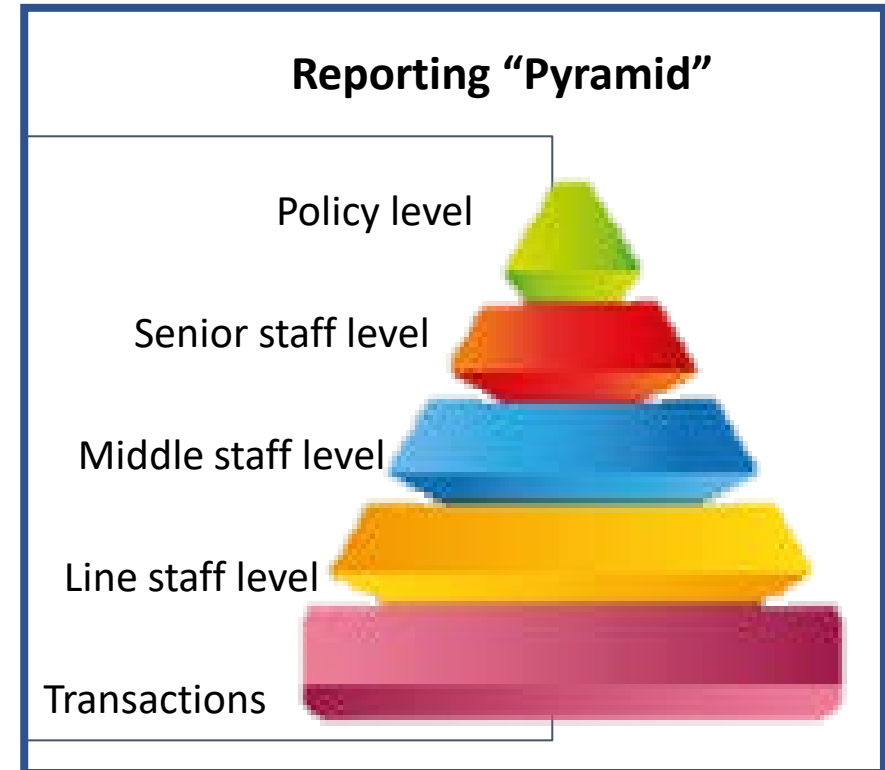 Reporting “Pyramid”
Policy level
Senior staff level
Middle staff level
Line staff level
Transactions